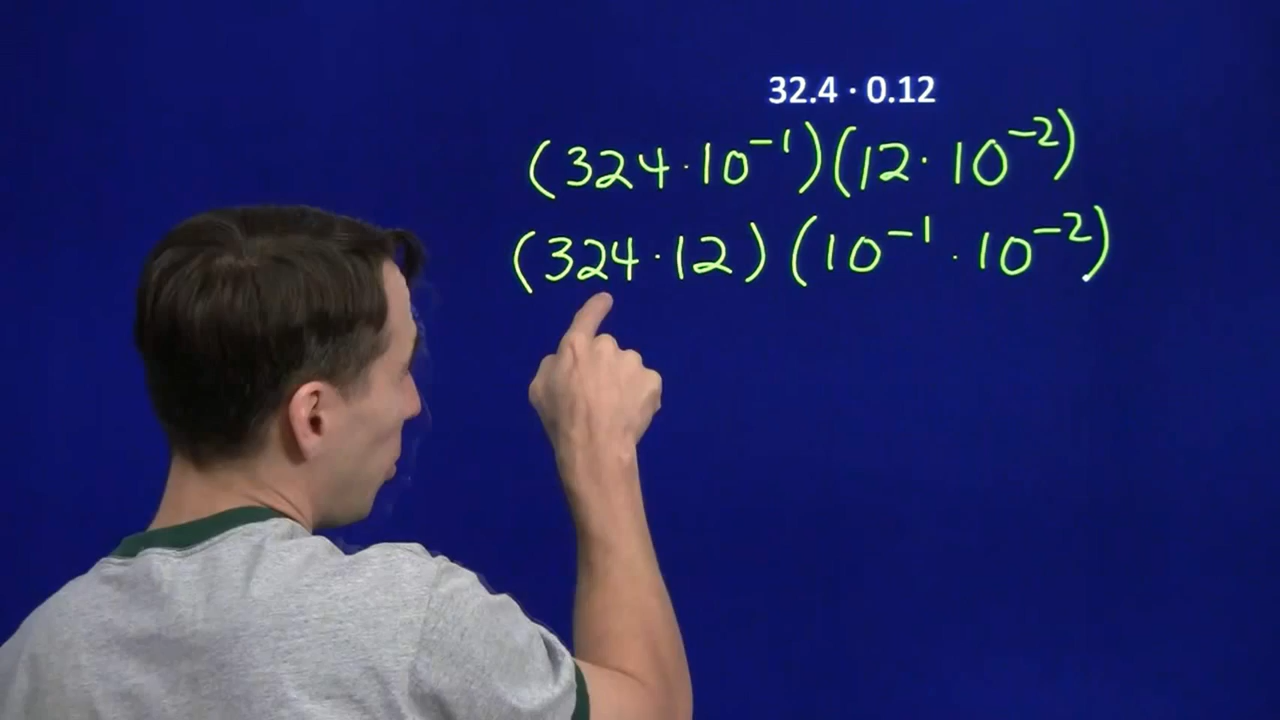 32.4 · 0.12
(324 · 10⁻¹)(12 · 10⁻²)
(324 · 12) (10⁻¹ · 10⁻²)